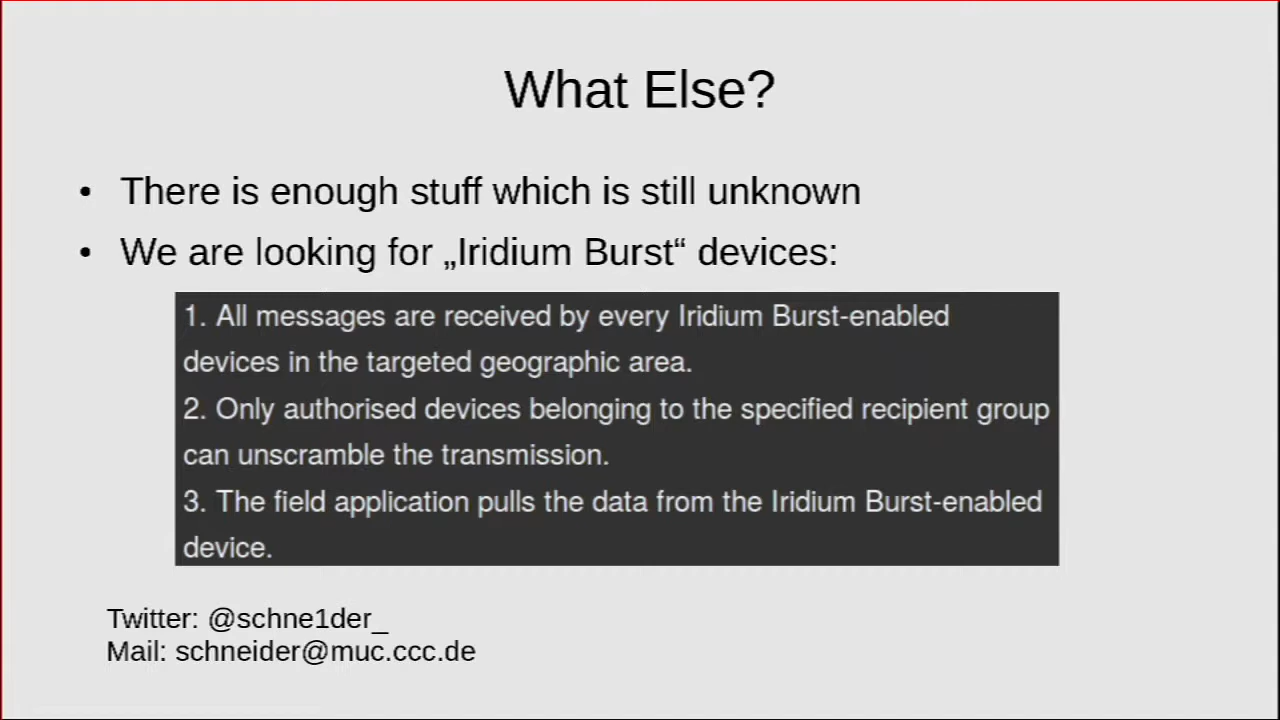 What Else?
• There is enough stuff which is still unknown
• We are looking for „Iridium Burst“ devices:
1. All messages are received by every Iridium Burst-enabled
devices in the targeted geographic area.
2. Only authorised devices belonging to the specified recipient group
can unscramble the transmission.
3. The field application pulls the data from the Iridium Burst-enabled
device.
Twitter: @schne1der_
Mail: schneider@muc.ccc.de